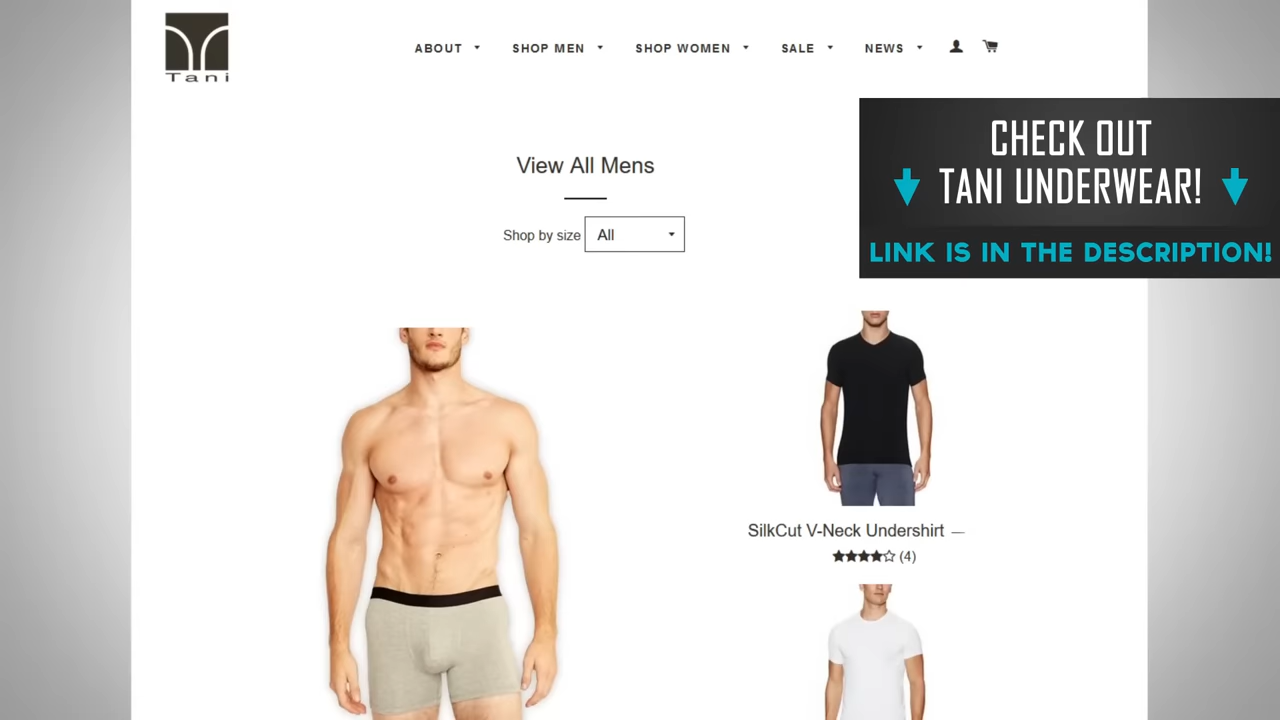 Tani
ABOUT SHOP MEN SHOP WOMEN SALE NEWS
CHECK OUT
TANI UNDERWEAR!
LINK IS IN THE DESCRIPTION!
View All Mens
Shop by size All
SilkCut V-Neck Undershirt —
(4)